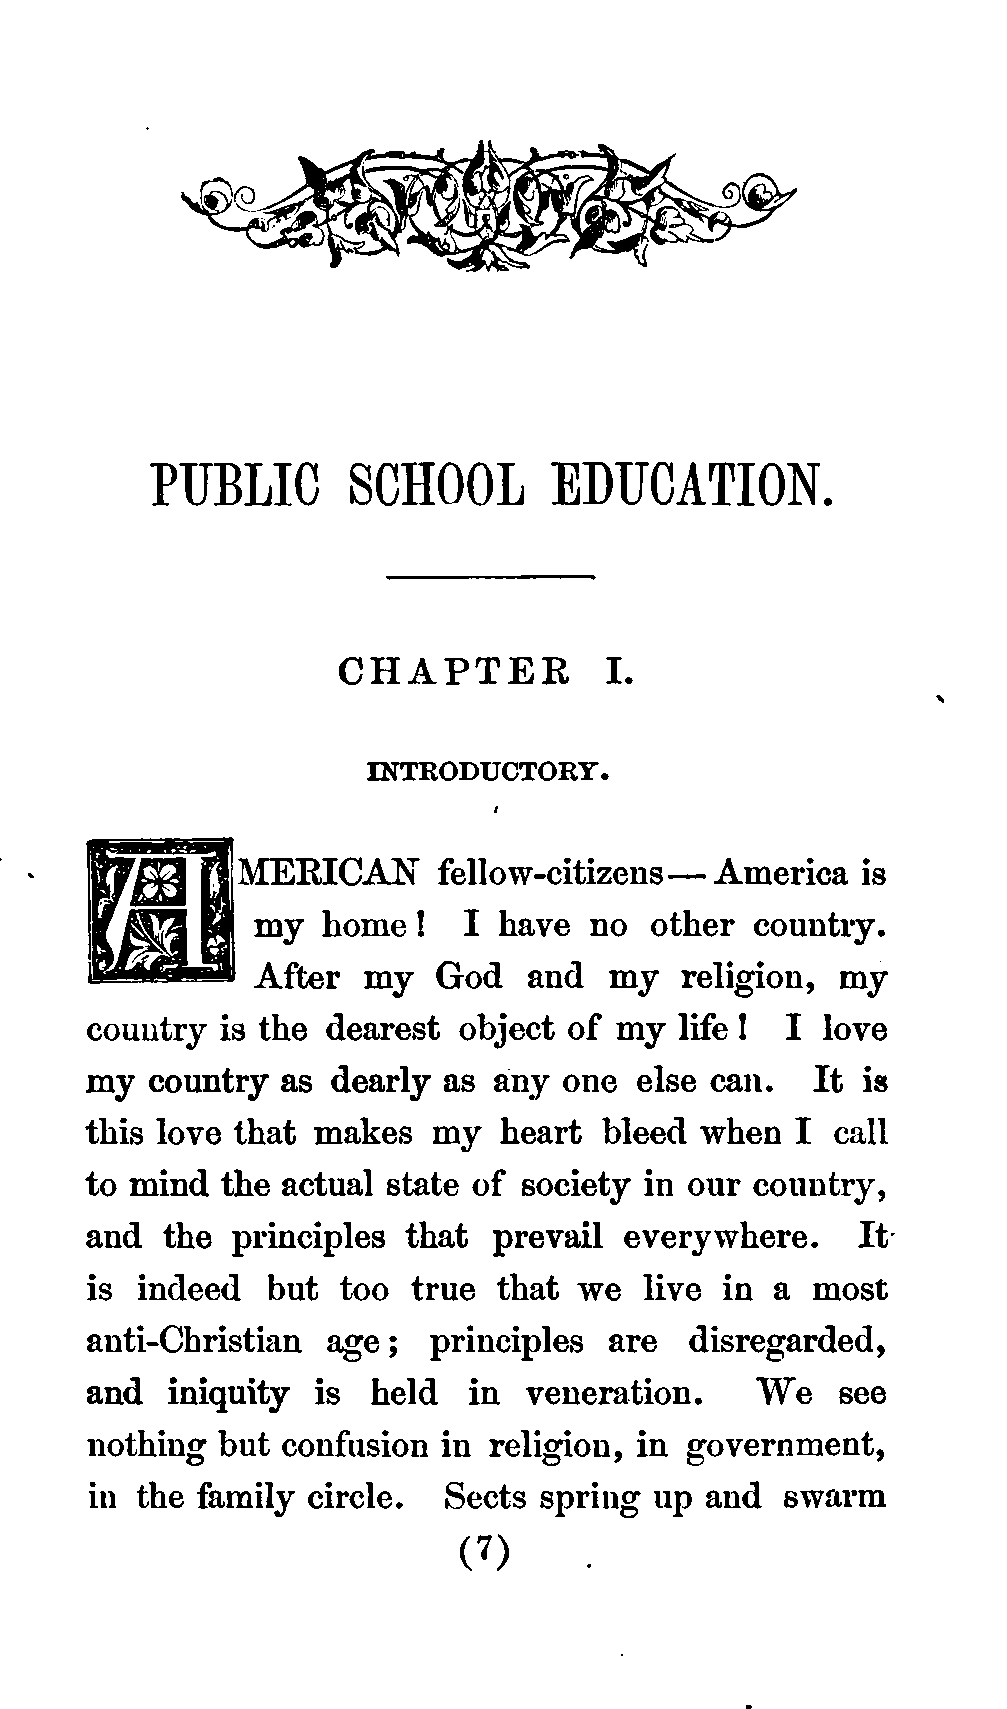 PUBLIC SCHOOL EDUCATION.
CHAPTER I.
INTRODUCTORY.
AMERICAN fellow-citizens—America is
my home! I have no other country.
After my God and my religion, my
country is the dearest object of my life! I love
my country as dearly as any one else can. It is
this love that makes my heart bleed when I call
to mind the actual state of society in our country,
and the principles that prevail everywhere. It
is indeed but too true that we live in a most
anti-Christian age; principles are disregarded,
and iniquity is held in veneration. We see
nothing but confusion in religion, in government,
in the family circle. Sects spring up and swarm
(7)